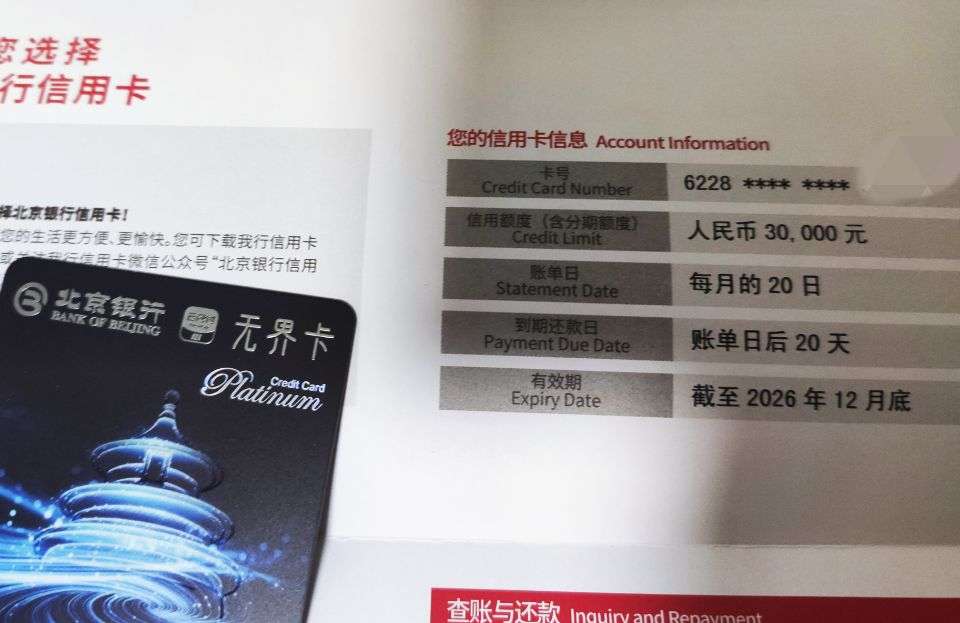 您选择
行信用卡
择北京银行信用卡！
您的生活更方便、更愉快。您可下载我行信用卡
信用卡微信公众号“北京银行信用
北京银行
BANK OF BEIJING
无界卡
Credit Card
Platinum
您的信用卡信息 Account Information
卡号
Credit Card Number
6228 **** ****
信用额度（含分期额度）
Credit Limit
人民币 30,000 元
账单日
Statement Date
每月的 20 日
到期还款日
Payment Due Date
账单日后 20 天
有效期
Expiry Date
截至 2026 年 12 月底
查账与还款 Inquiry and Repayment